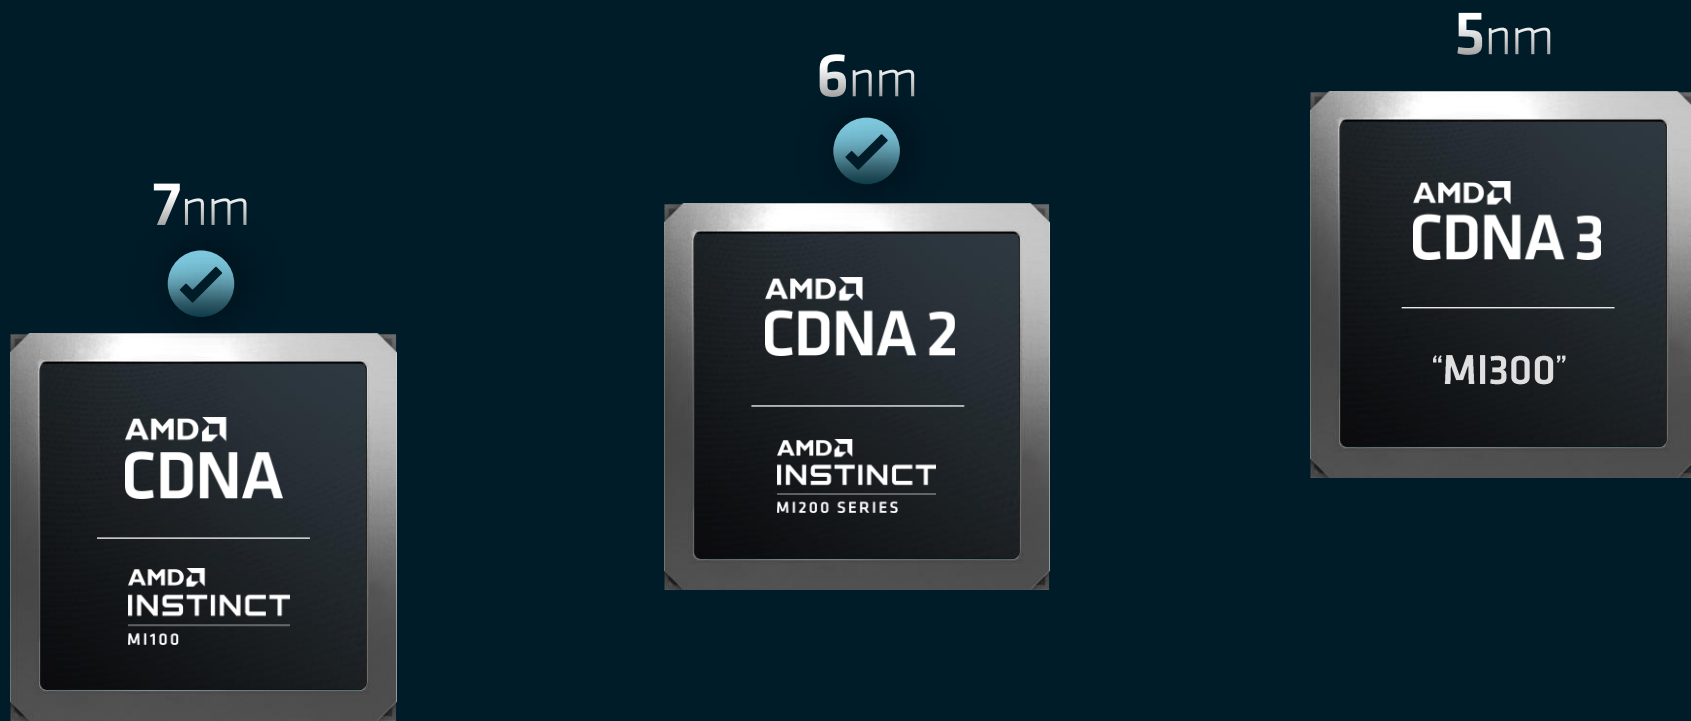 7nm
AMD
CDNA
AMD
INSTINCT
MI100
6nm
AMD
CDNA 2
AMD
INSTINCT
MI200 SERIES
5nm
AMD
CDNA 3
“MI300”